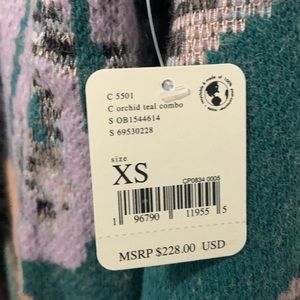 C 5501
C orchid teal combo
S OB1544614
S 69530228
size
XS
CP0834 0005
1 96790 11955 5
MSRP $228.00 USD